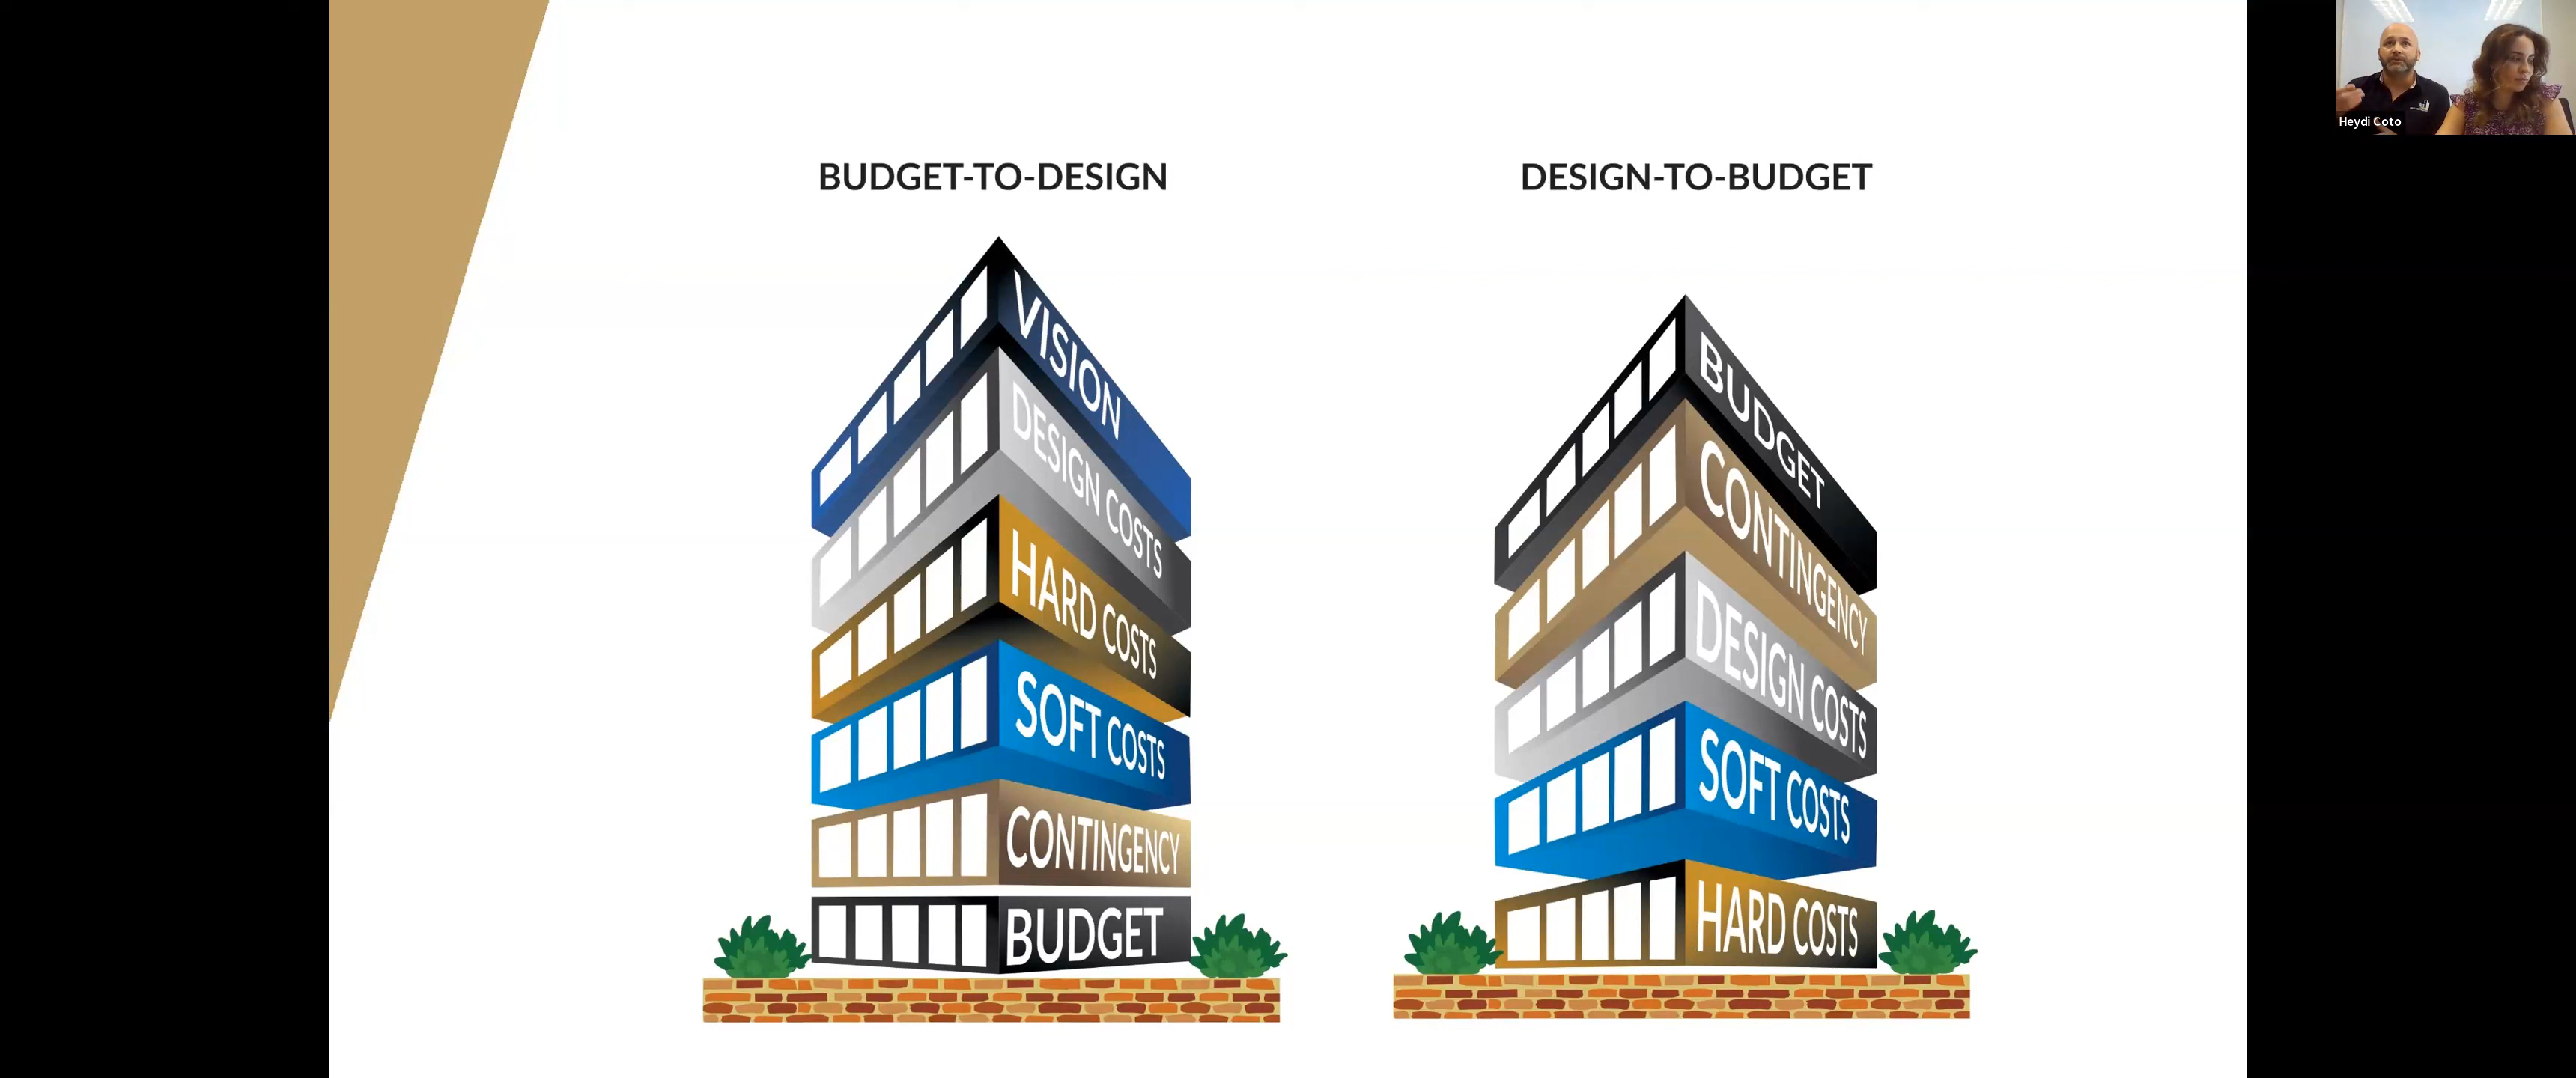 Heydi Coto
BUDGET-TO-DESIGN
VISION
DESIGN COSTS
HARD COSTS
SOFT COSTS
CONTINGENCY
BUDGET
DESIGN-TO-BUDGET
BUDGET
CONTINGENCY
DESIGN COSTS
SOFT COSTS
HARD COSTS